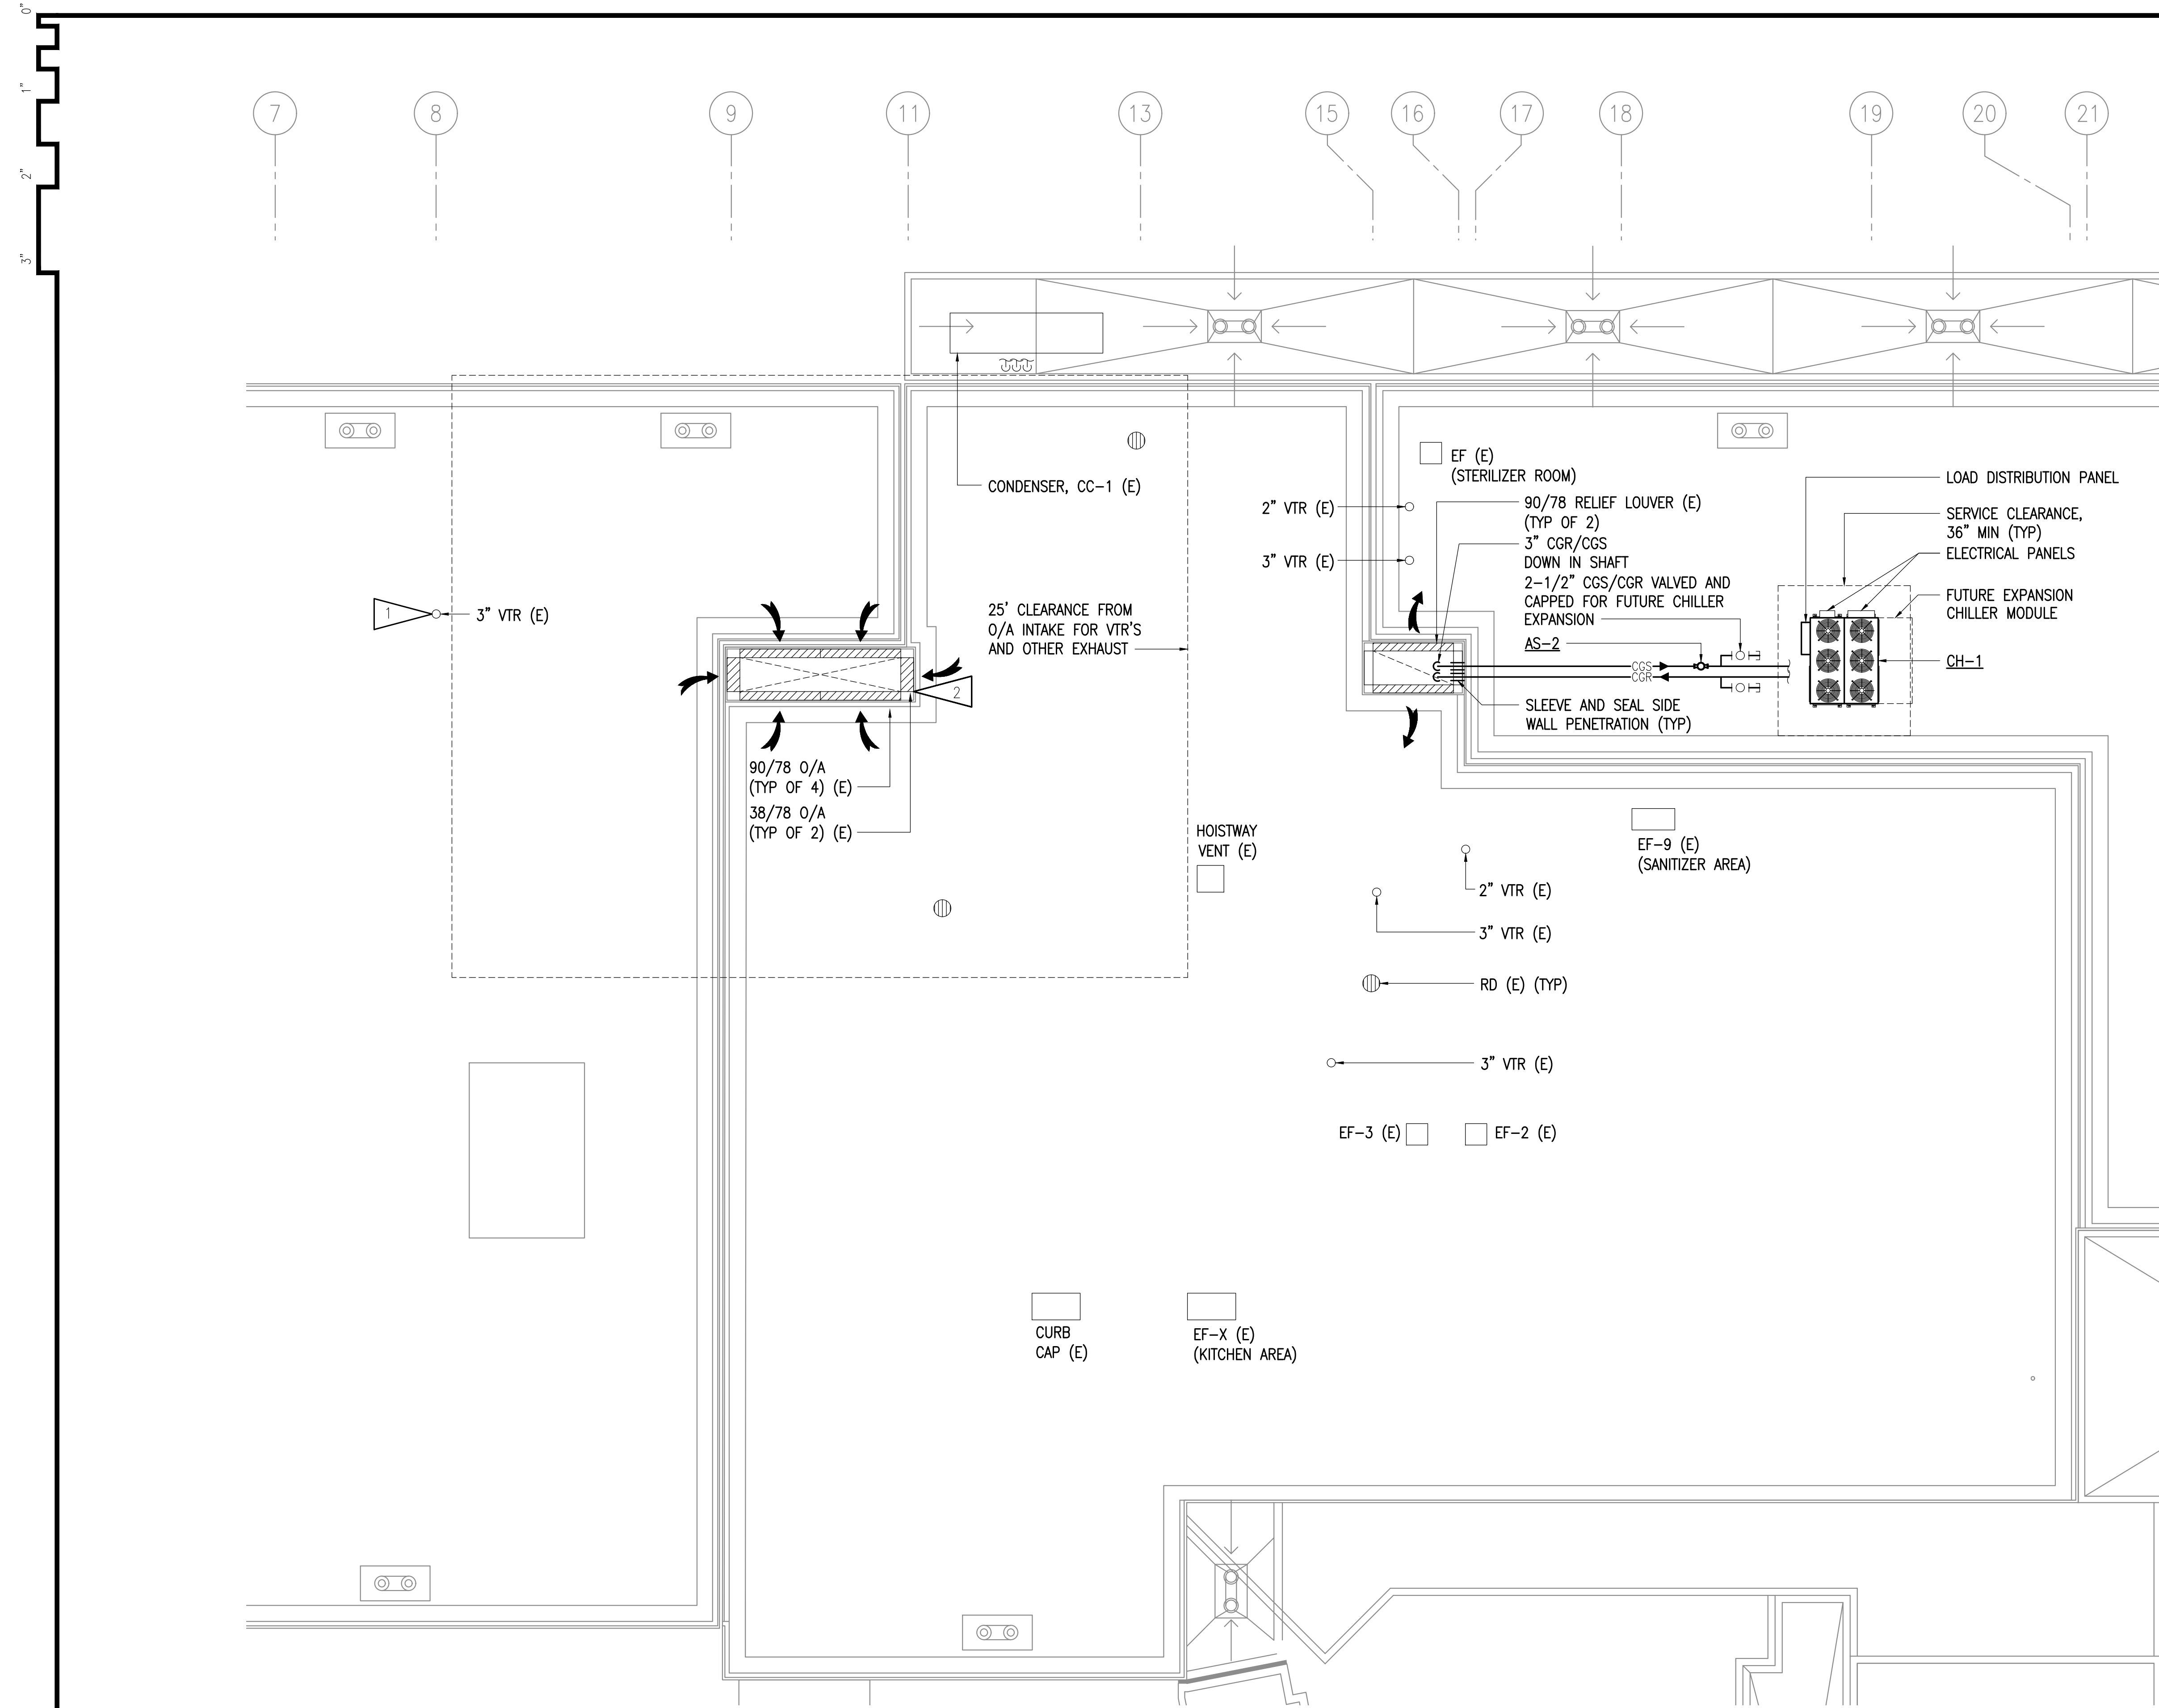 0"
1"
2"
3"
7
8
9
11
13
15
16
17
18
19
20
21
CONDENSER, CC-1 (E)
EF (E)
(STERILIZER ROOM)
2" VTR (E)
3" VTR (E)
90/78 RELIEF LOUVER (E)
(TYP OF 2)
3" CGR/CGS
DOWN IN SHAFT
2-1/2" CGS/CGR VALVED AND
CAPPED FOR FUTURE CHILLER
EXPANSION
AS-2
CGS
CGR
SLEEVE AND SEAL SIDE
WALL PENETRATION (TYP)
LOAD DISTRIBUTION PANEL
SERVICE CLEARANCE,
36" MIN (TYP)
ELECTRICAL PANELS
FUTURE EXPANSION
CHILLER MODULE
CH-1
1
3" VTR (E)
25' CLEARANCE FROM
O/A INTAKE FOR VTR'S
AND OTHER EXHAUST
2
90/78 O/A
(TYP OF 4) (E)
38/78 O/A
(TYP OF 2) (E)
HOISTWAY
VENT (E)
EF-9 (E)
(SANITIZER AREA)
2" VTR (E)
3" VTR (E)
RD (E) (TYP)
3" VTR (E)
EF-3 (E)
EF-2 (E)
CURB
CAP (E)
EF-X (E)
(KITCHEN AREA)